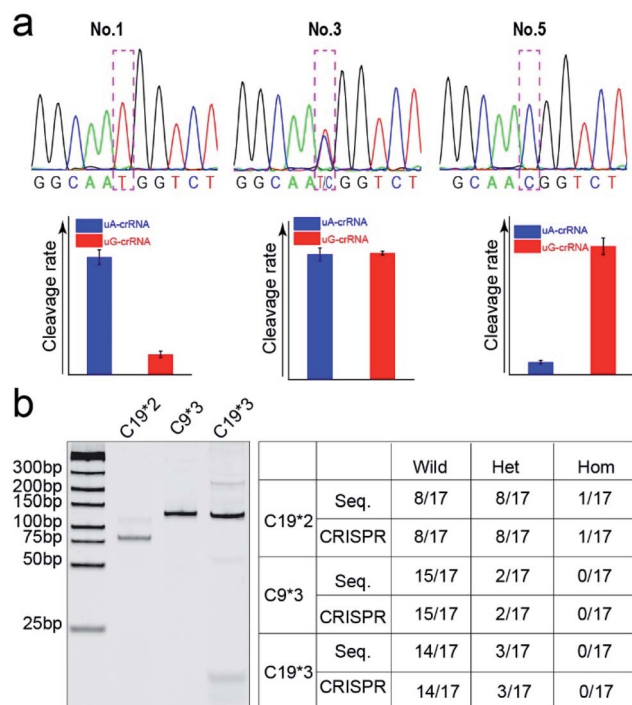 a
No.1 No.3 No.5
GGCAATGGTCT GGCAATCGGTCT GCAACGGTCT
Cleavage rate
uA-crRNA
uG-crRNA
Cleavage rate
uA-crRNA
uG-crRNA
Cleavage rate
uA-crRNA
uG-crRNA
b
C19*2 C9*3 C19*3
300bp
200bp
150bp
100bp
75bp
50bp
25bp
Wild Het Hom
C19*2 Seq. 8/17 8/17 1/17
CRISPR 8/17 8/17 1/17
C9*3 Seq. 15/17 2/17 0/17
CRISPR 15/17 2/17 0/17
C19*3 Seq. 14/17 3/17 0/17
CRISPR 14/17 3/17 0/17